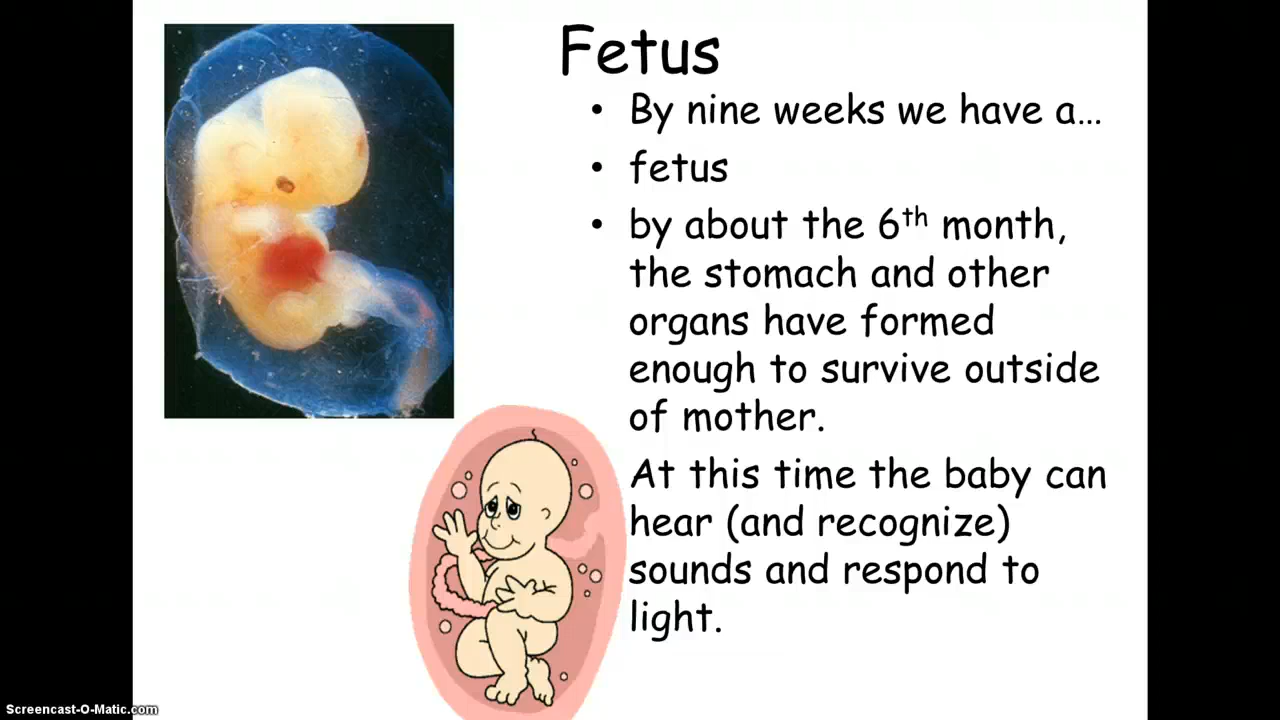 Fetus
• By nine weeks we have a…
• fetus
• by about the 6th month,
the stomach and other
organs have formed
enough to survive outside
of mother.
At this time the baby can
hear (and recognize)
sounds and respond to
light.
Screencast-O-Matic.com